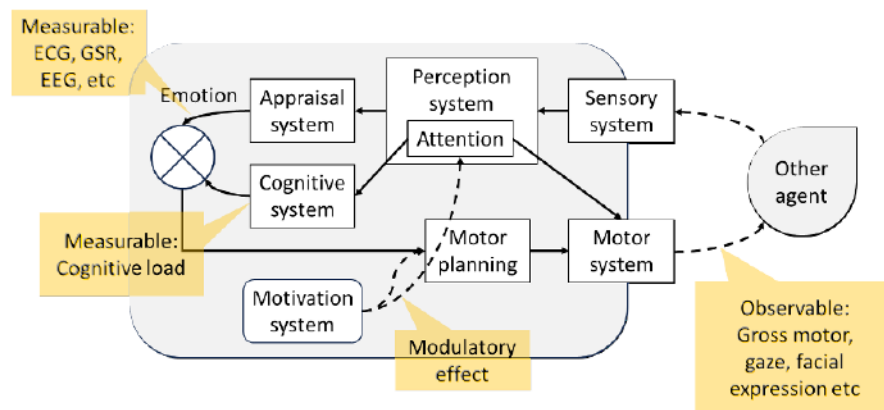 Measurable:
ECG, GSR,
EEG, etc
Emotion
Appraisal
system
Perception
system
Attention
Sensory
system
Other
agent
Cognitive
system
Measurable:
Cognitive load
Motor
planning
Motor
system
Motivation
system
Modulatory
effect
Observable:
Gross motor,
gaze, facial
expression etc